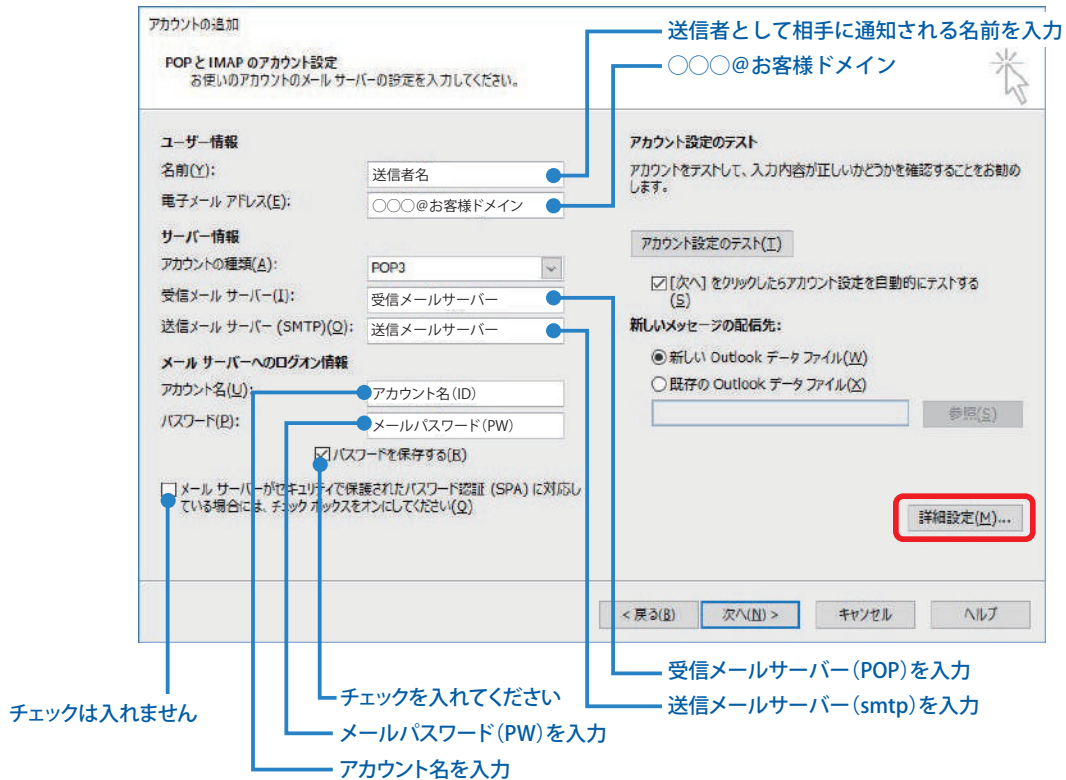 アカウントの追加
送信者として相手に通知される名前を入力
POP と IMAP のアカウント設定
お使いのアカウントのメール サーバーの設定を入力してください。
○○○@お客様ドメイン
ユーザー情報
名前(Y):
送信者名
電子メール アドレス(E):
○○○@お客様ドメイン
サーバー情報
アカウントの種類(A):
POP3
受信メール サーバー(I):
受信メールサーバー
送信メール サーバー (SMTP)(O):
送信メールサーバー
メール サーバーへのログオン情報
アカウント名(U):
アカウント名(ID)
パスワード(P):
メールパスワード(PW)
パスワードを保存する(R)
メール サーバーがセキュリティで保護されたパスワード認証 (SPA) に対応し
ている場合には、チェック ボックスをオンにしてください(Q)
アカウント設定のテスト
アカウントをテストして、入力内容が正しいかどうかを確認することをお勧め
します。
アカウント設定のテスト(T)
[次へ] をクリックしたらアカウント設定を自動的にテストする
(S)
新しいメッセージの配信先:
新しい Outlook データ ファイル(W)
既存の Outlook データ ファイル(X)
参照(S)
詳細設定(M)...
< 戻る(B)
次へ(N) >
キャンセル
ヘルプ
受信メールサーバー(POP)を入力
チェックを入れてください
送信メールサーバー(smtp)を入力
チェックは入れません
メールパスワード(PW)を入力
アカウント名を入力